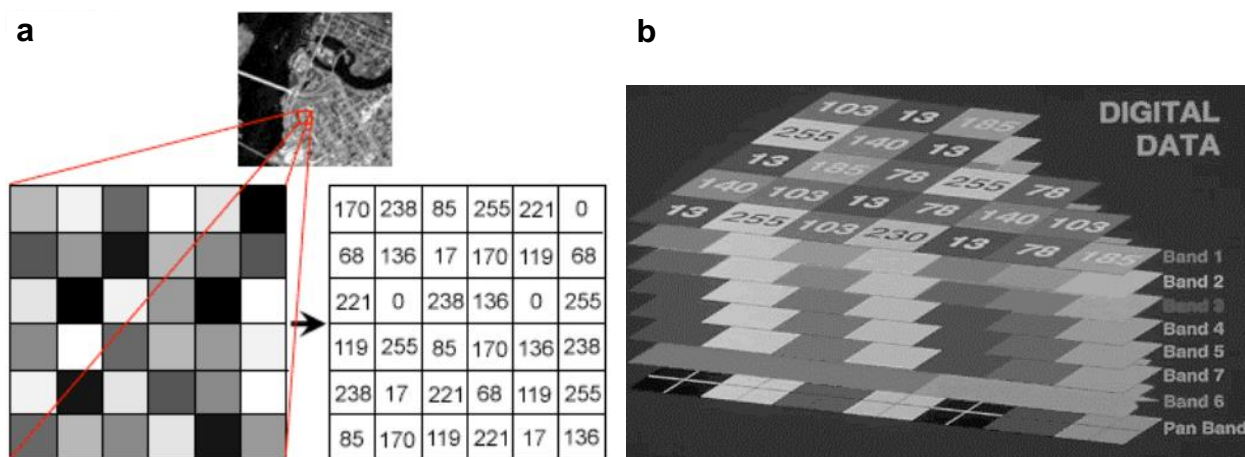 a
170 238 85 255 221 0
68 136 17 170 119 68
221 0 238 136 0 255
119 255 85 170 136 238
238 17 221 68 119 255
85 170 119 221 17 136
b
DIGITAL
DATA
103 13 185
255 140 13
13 185 78 255 78
140 103 13 78 140 103
13 255 103 230 13 78 185
Band 1
Band 2
Band 3
Band 4
Band 5
Band 7
Band 6
Pan Band